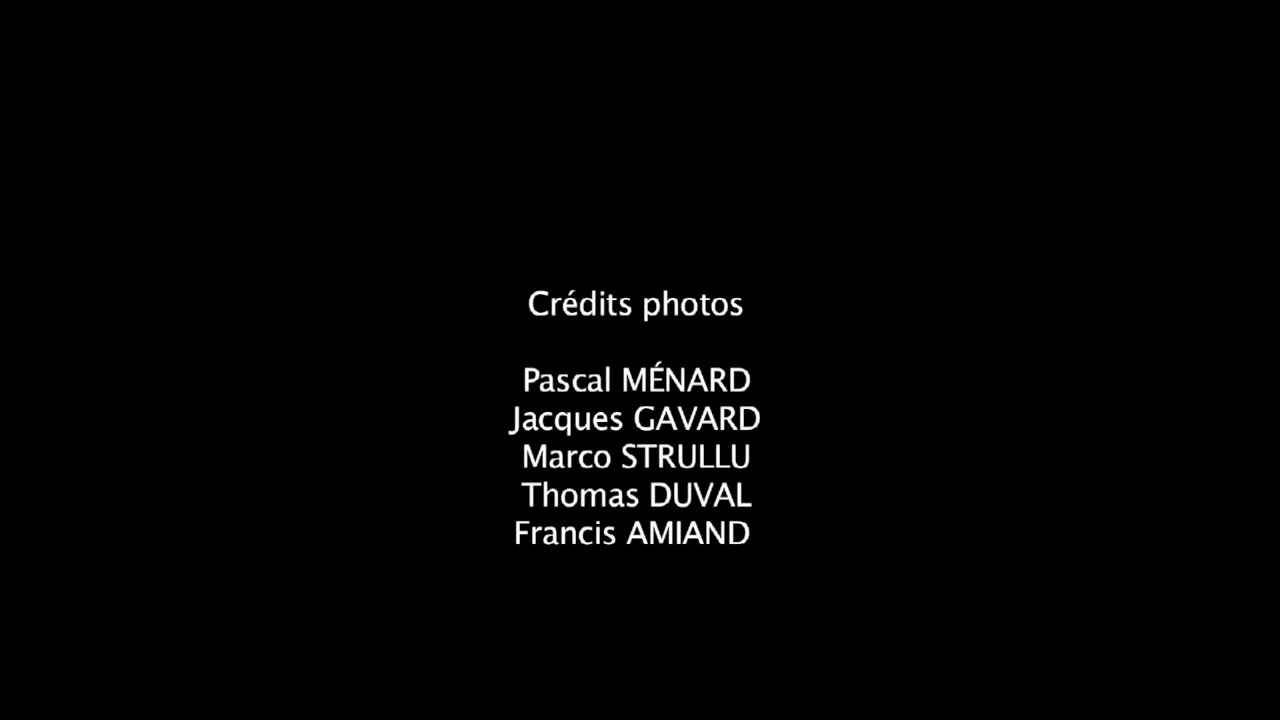 Crédits photos
Pascal MÉNARD
Jacques GAVARD
Marco STRULLU
Thomas DUVAL
Francis AMIAND